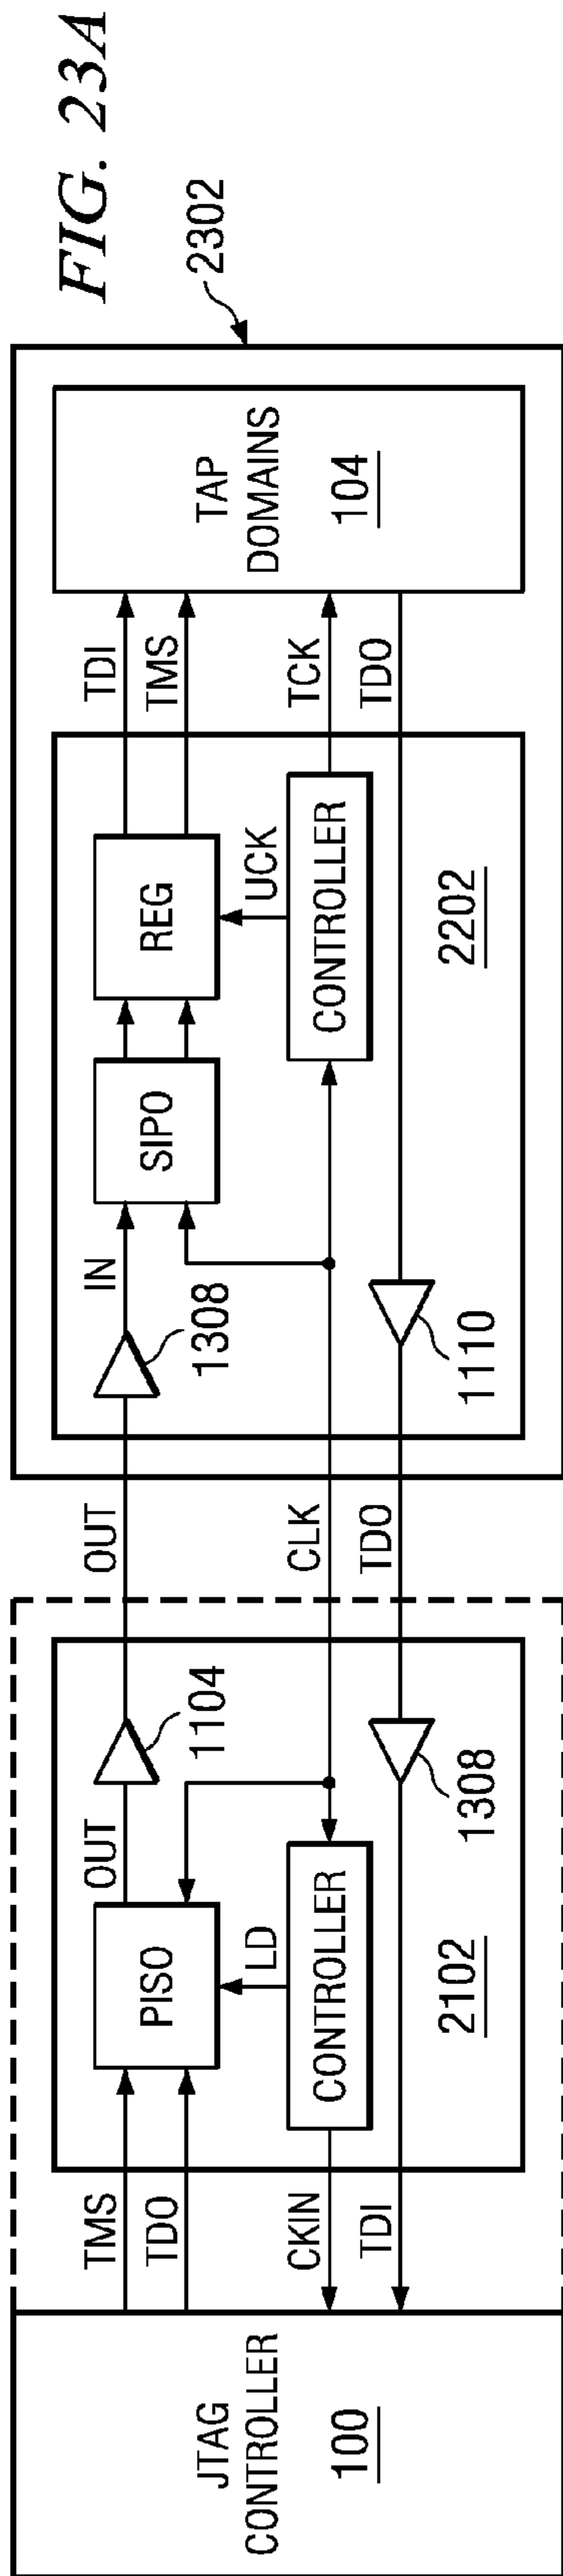 FIG. 23A
JTAG
CONTROLLER
100
TMS
TDO
CKIN
TDI
PISO
LD
CONTROLLER
2102
OUT
1104
1308
OUT
CLK
TDO
1308
IN
SIPO
REG
UCK
CONTROLLER
1110
2202
TDI
TMS
TCK
TDO
TAP
DOMAINS
104
2302